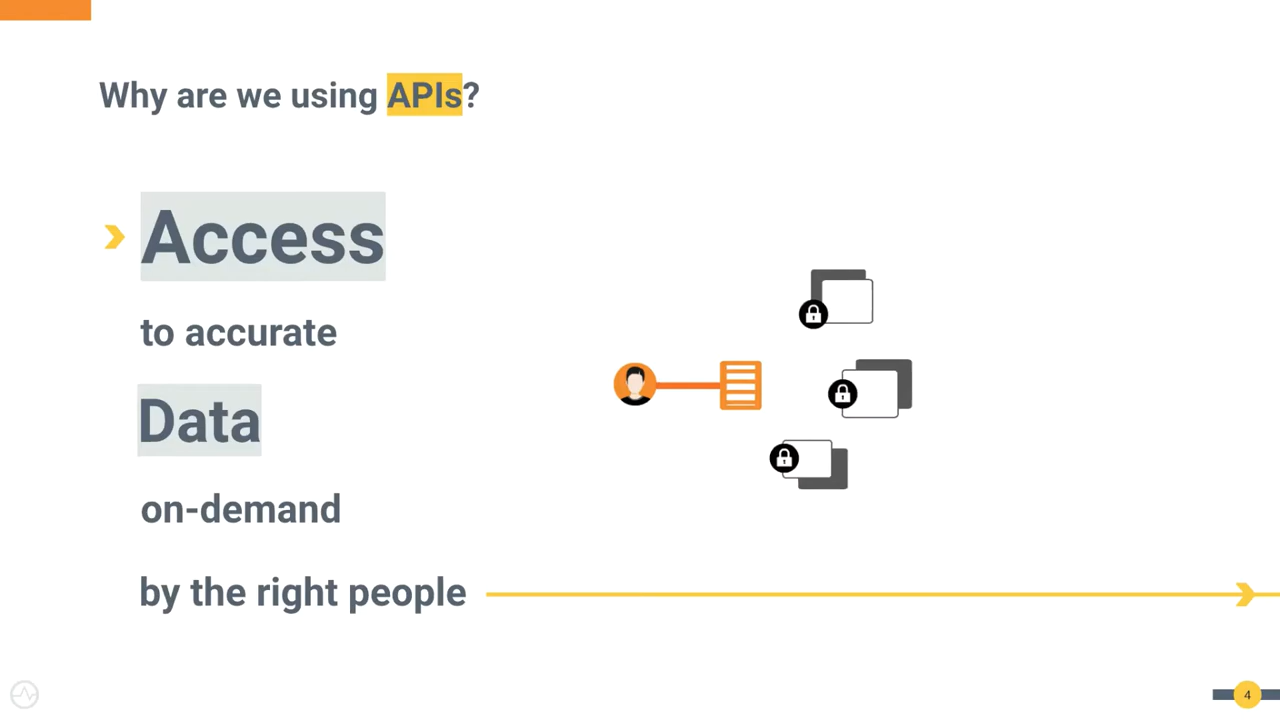 Why are we using APIs?
Access
to accurate
Data
on-demand
by the right people
4